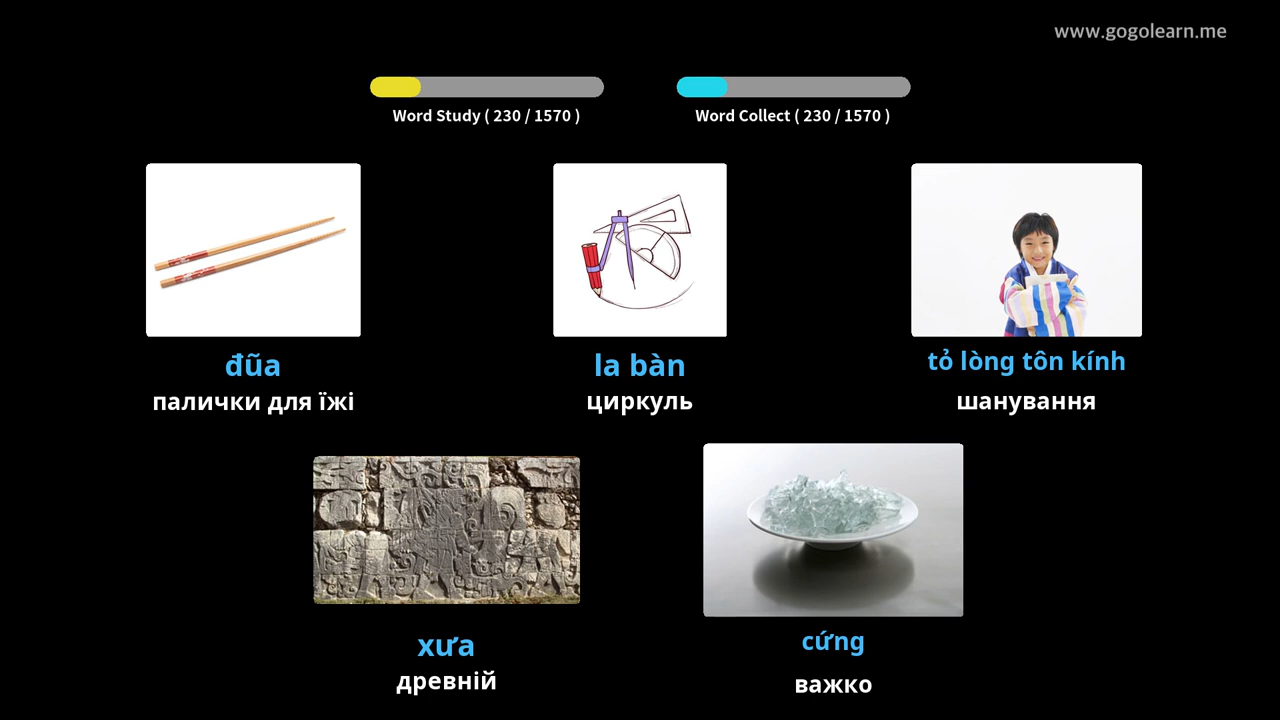 www.gogolearn.me
Word Study ( 230 / 1570 )
Word Collect ( 230 / 1570 )
đũa
палички для їжі
la bàn
циркуль
tỏ lòng tôn kính
шанування
xưa
древній
cứng
важко